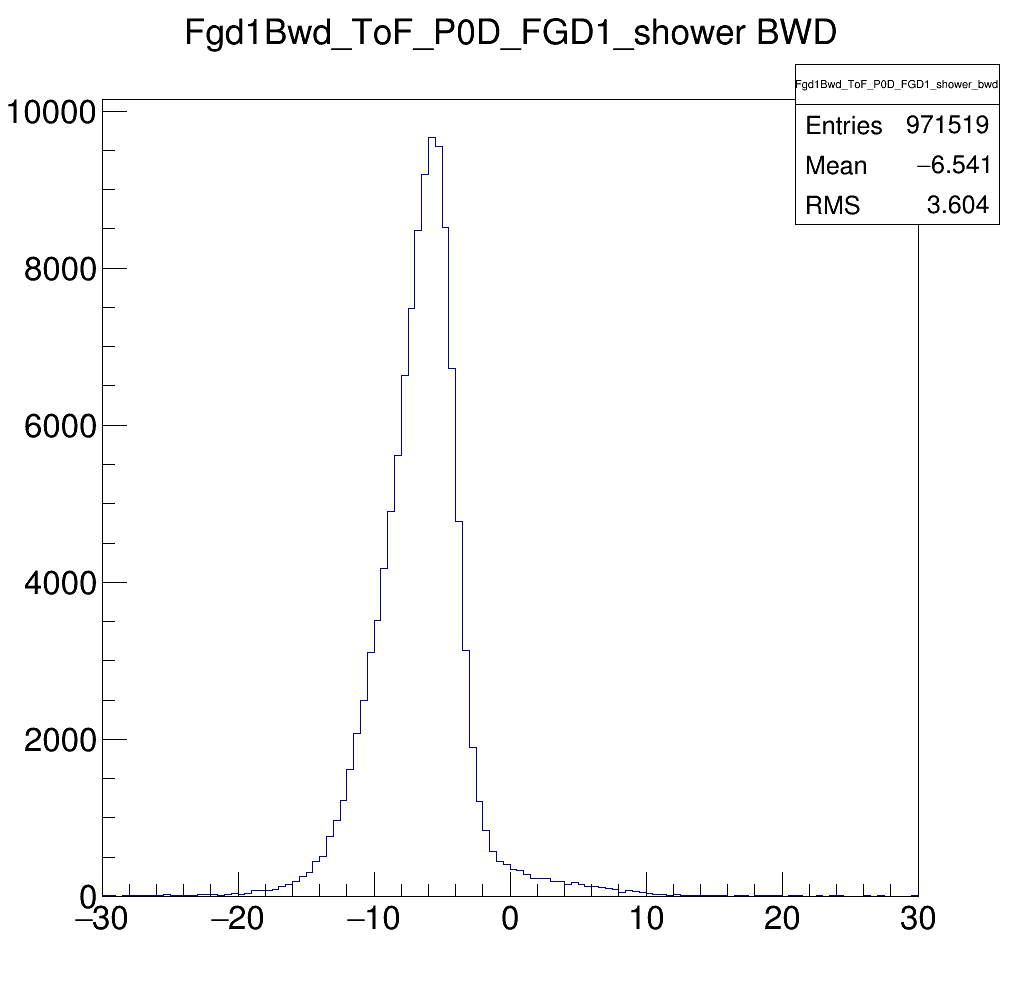 Fgd1Bwd_ToF_P0D_FGD1_shower BWD
Fgd1Bwd_ToF_P0D_FGD1_shower_bwd
Entries 971519
Mean −6.541
RMS 3.604
10000
8000
6000
4000
2000
0
−30 −20 −10 0 10 20 30